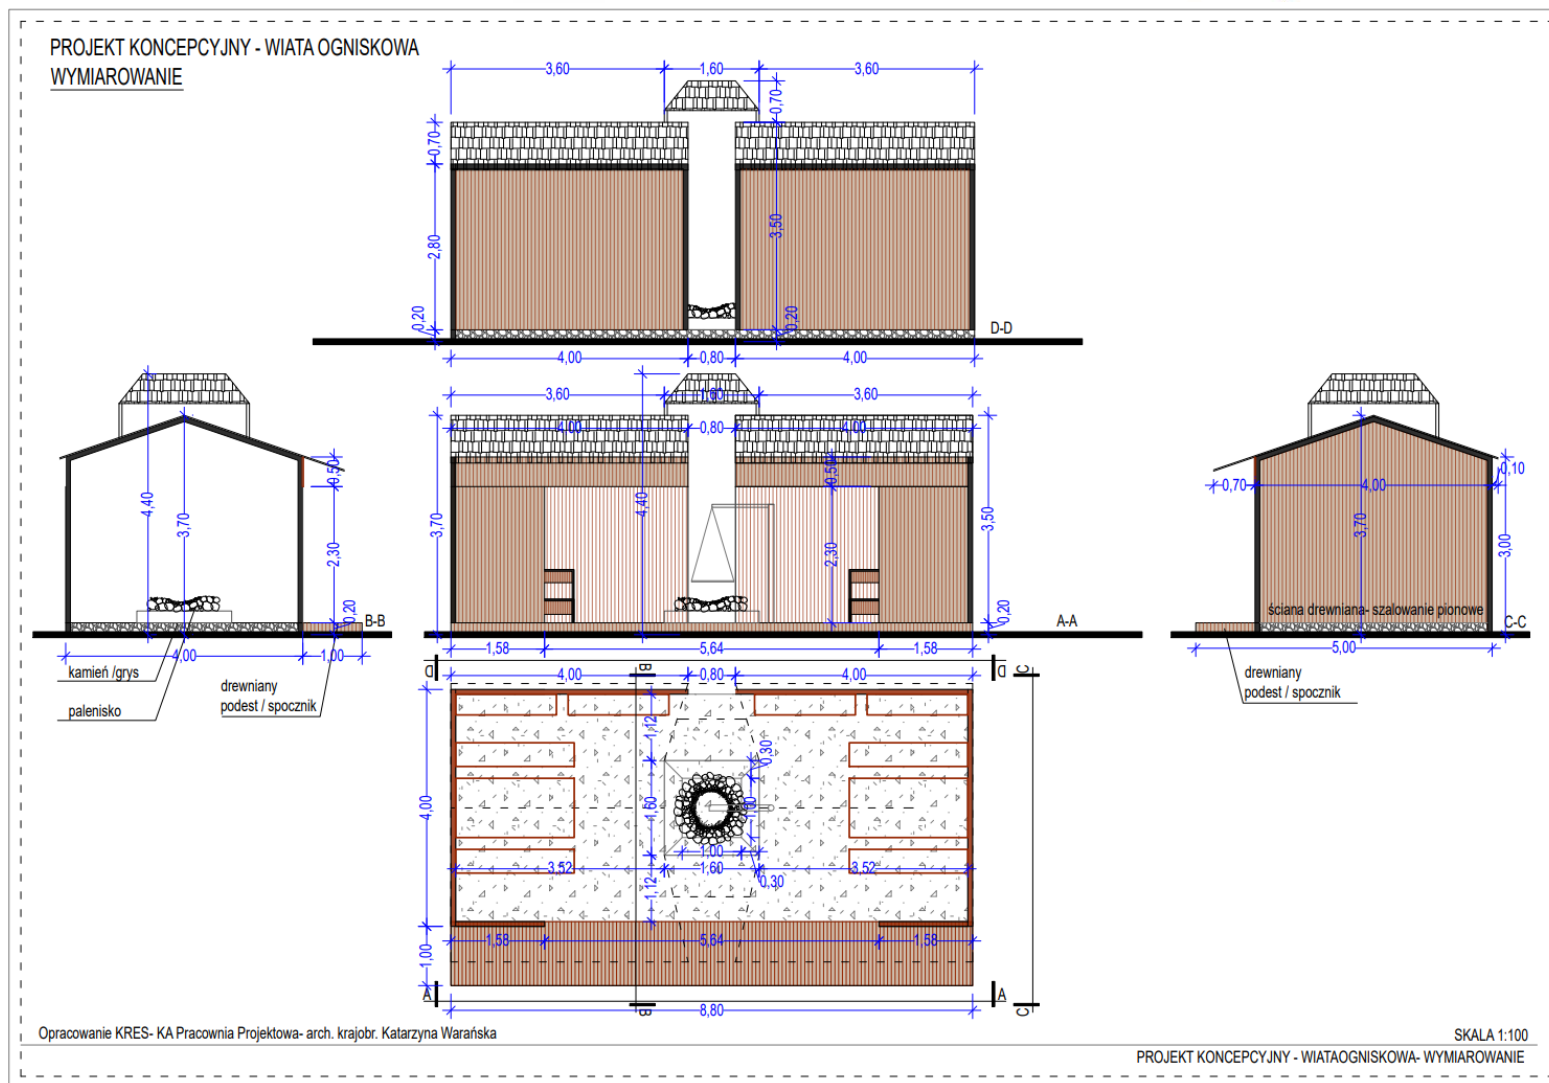 PROJEKT KONCEPCYJNY - WIATA OGNISKOWA
WYMIAROWANIE
3,60 1,60 3,60
0,70
0,70
2,80
3,50
0,20
0,20
D-D
4,00 0,80 4,00
4,40
3,70
0,50
2,30
0,20
B-B
4,00 1,00
kamień /grys
palenisko
drewniany
podest / spocznik
3,60 1,60 3,60
4,00 0,80 4,00
4,40
0,50
3,70
3,50
2,30
0,20
A-A
1,58 5,64 1,58
0,10
0,70 4,00
3,70
3,00
ściana drewniana- szalowanie pionowe
C-C
5,00
drewniany
podest / spocznik
D B D C
4,00 0,80 4,00
1,12
0,30
4,00
1,60
1,00
1,00
3,52 1,60 3,52
0,30
1,12
1,58 5,64 1,58
1,00
A A
B C
8,80
Opracowanie KRES- KA Pracownia Projektowa- arch. krajobr. Katarzyna Warańska
SKALA 1:100
PROJEKT KONCEPCYJNY - WIATAOGNISKOWA- WYMIAROWANIE